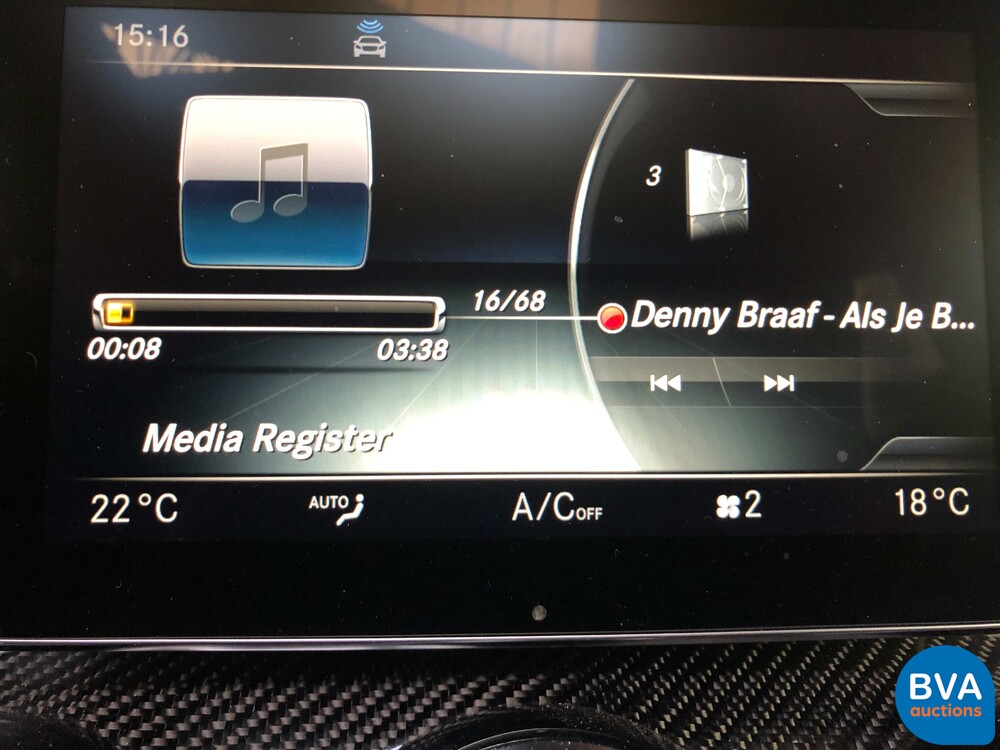 15:16
3
16/68
Denny Braaf - Als Je B...
00:08
03:38
Media Register
22°C
AUTO
A/C OFF
2
18°C
BVA
auctions